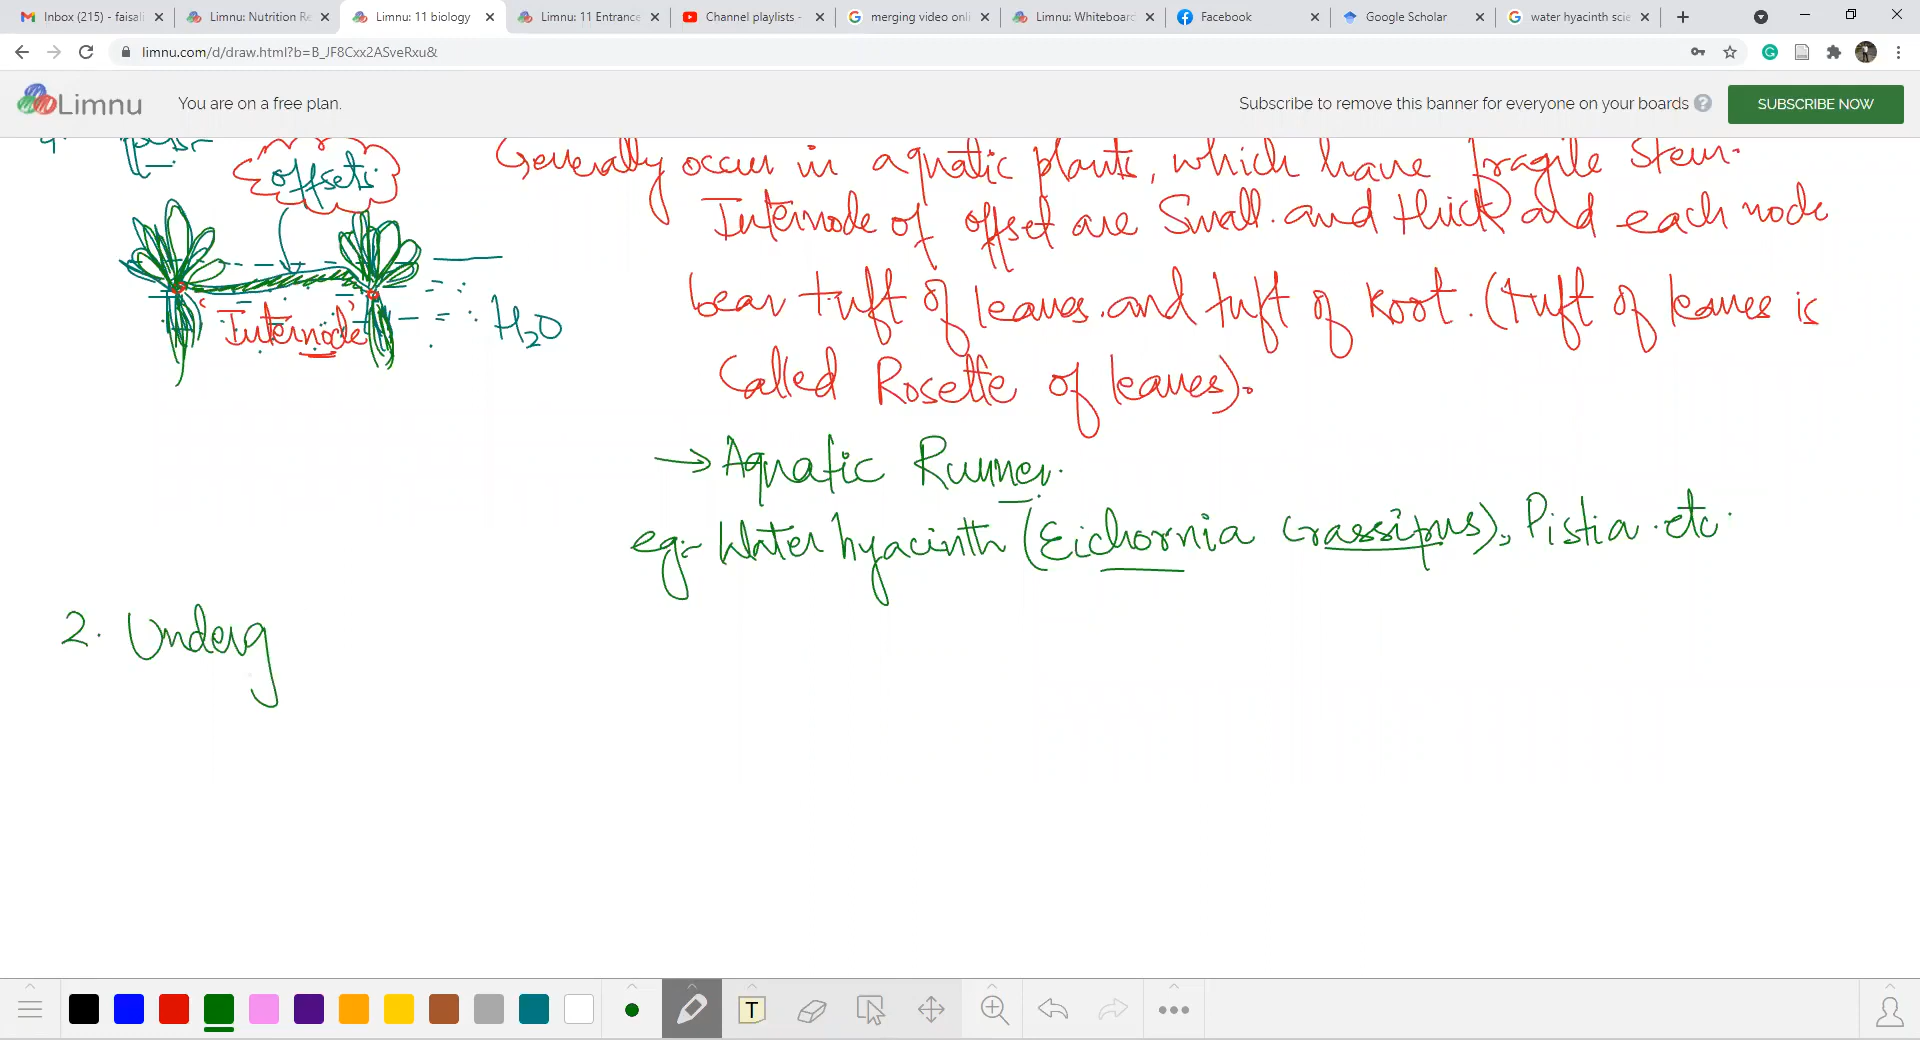 Inbox (215) - faisali
Limnu: Nutrition Re
Limnu: 11 biology
Limnu: 11 Entrance
Channel playlists -
merging video onli
Limnu: Whiteboard
Facebook
Google Scholar
water hyacinth scie
limnu.com/d/draw.html?b=B_JF8Cxx2ASveRxu&
Limnu
You are on a free plan.
Subscribe to remove this banner for everyone on your boards ?
SUBSCRIBE NOW
4.
offsets
Generally occur in aquatic plants, which have fragile Stem.
Internode of offset are Small. and thick and each node
bear tuft of leaves. and tuft of Root. (tuft of leaves is
Called Rosette of leaves).
Internode
H2O
→ Aquatic Runner.
eg:- Water hyacinth (Eichornia Crassipus), Pistia. etc.
2. Underg
T